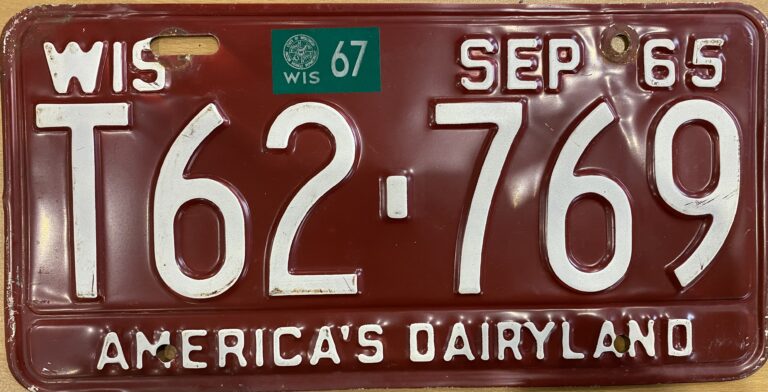 WIS WIS 67 SEP 65
T62-769
AMERICA'S DAIRYLAND